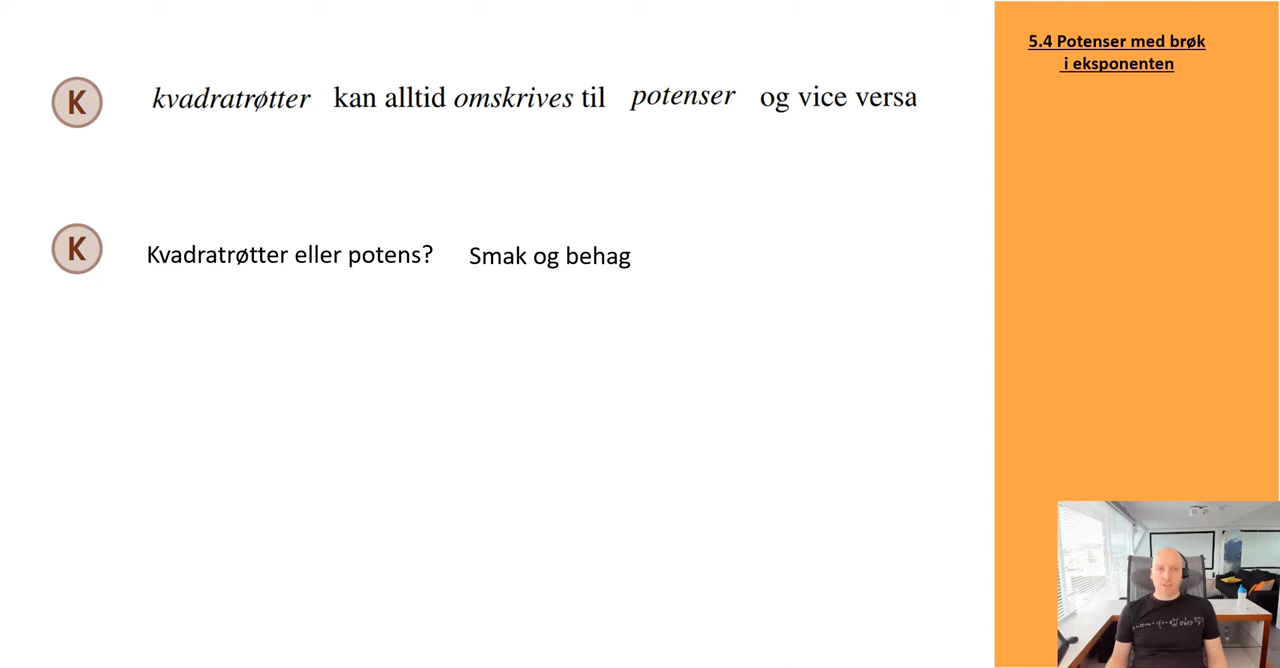 5.4 Potenser med brøk
i eksponenten
K kvadratrøtter kan alltid omskrives til potenser og vice versa
K Kvadratrøtter eller potens? Smak og behag